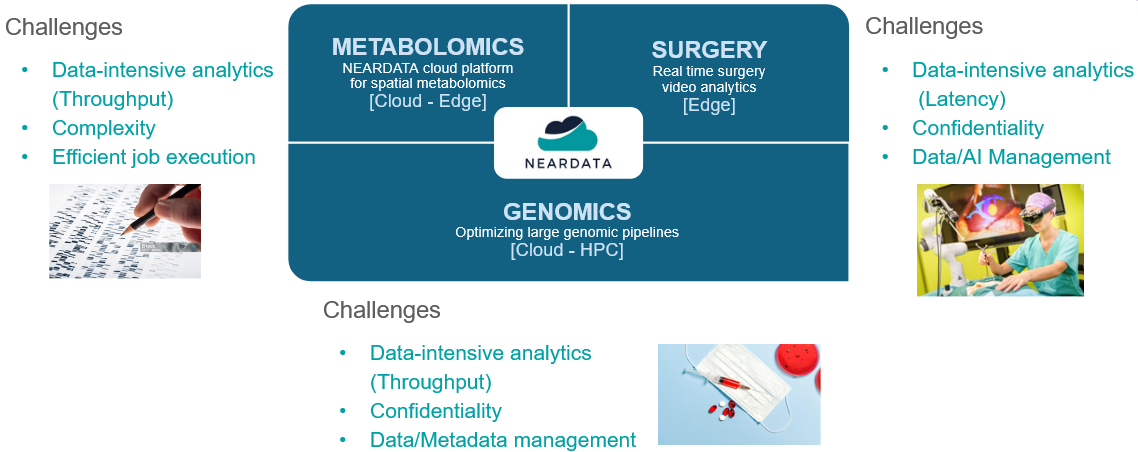 Challenges
• Data-intensive analytics
(Throughput)
• Complexity
• Efficient job execution
METABOLOMICS
NEARDATA cloud platform
for spatial metabolomics
[Cloud - Edge]
SURGERY
Real time surgery
video analytics
[Edge]
NEARDATA
GENOMICS
Optimizing large genomic pipelines
[Cloud - HPC]
Challenges
• Data-intensive analytics
(Latency)
• Confidentiality
• Data/AI Management
Challenges
• Data-intensive analytics
(Throughput)
• Confidentiality
• Data/Metadata management